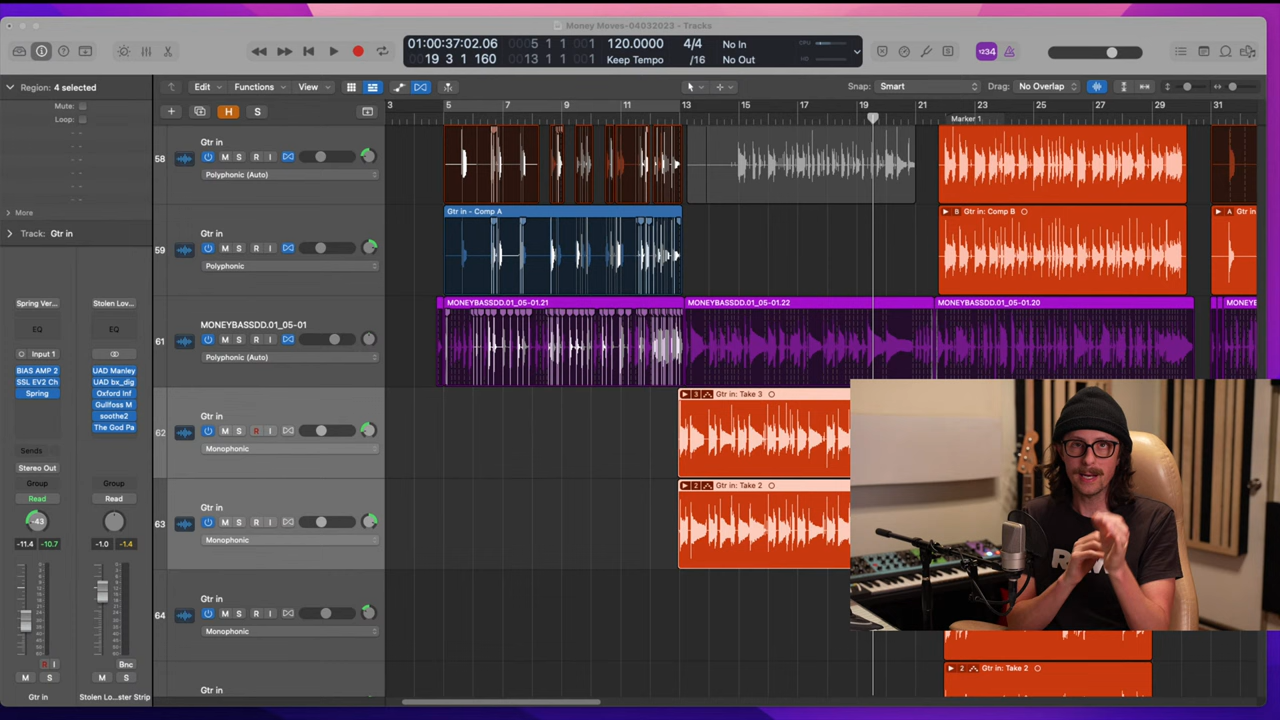 Money Moves-04032023 - Tracks
01:00:37:02.06
0005 1 1 001
120.0000
4/4
No In
CPU
0019 3 1 160
0013 1 1 001
Keep Tempo
/16
No Out
HD
1234
Region: 4 selected
Mute:
Loop:
More
Track: Gtr in
Edit
Functions
View
Snap: Smart
Drag: No Overlap
H
S
3 5 7 9 11 13 15 17 19 21 23 25 27 29 31
Marker 1
58
Gtr in
M S R I
Polyphonic (Auto)
59
Gtr in
M S R I
Polyphonic
Gtr in - Comp A
B Gtr in: Comp B
A Gtr in
61
MONEYBASSDD.01_05-01
M S R I
Polyphonic (Auto)
MONEYBASSDD.01_05-01.21
MONEYBASSDD.01_05-01.22
MONEYBASSDD.01_05-01.20
MONEYB
62
Gtr in
M S R I
Monophonic
3 Gtr in: Take 3
63
Gtr in
M S R I
Monophonic
2 Gtr in: Take 2
64
Gtr in
M S R I
Monophonic
Gtr in
2 Gtr in: Take 2
Spring Ver...
Stolen Lov...
EQ
EQ
Input 1
BIAS AMP 2
UAD Manley
SSL EV2 Ch
UAD bx_dig
Spring
Oxford Inf
Gullfoss M
soothe2
The God Pa
Sends
Stereo Out
Group
Group
Read
Read
-43
-11.4
-10.7
-1.0
-1.4
R I
Bnc
M S
M S
Gtr in
Stolen Lo...ster Strip